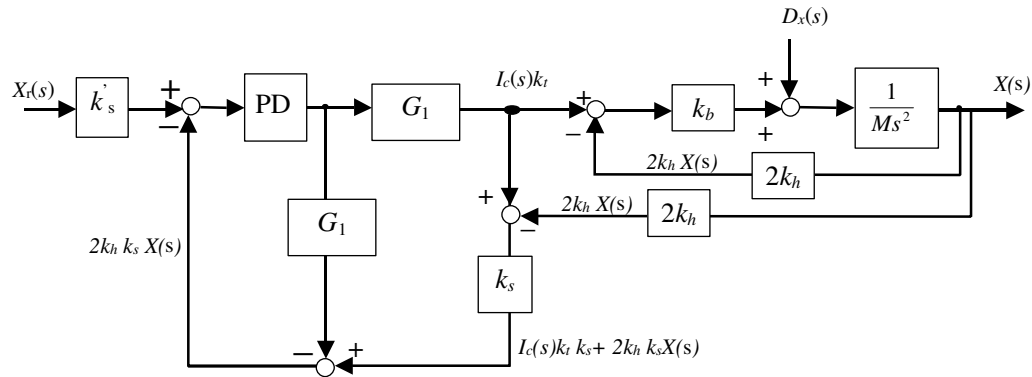 Dx(s)
Xr(s)
k's
+
−
PD
G1
Ic(s)kt
+
−
kb
+
+
1
Ms²
X(s)
2kh X(s)
2kh
+
−
2kh X(s)
2kh
G1
2kh ks X(s)
ks
−
+
Ic(s)kt ks+ 2kh ksX(s)